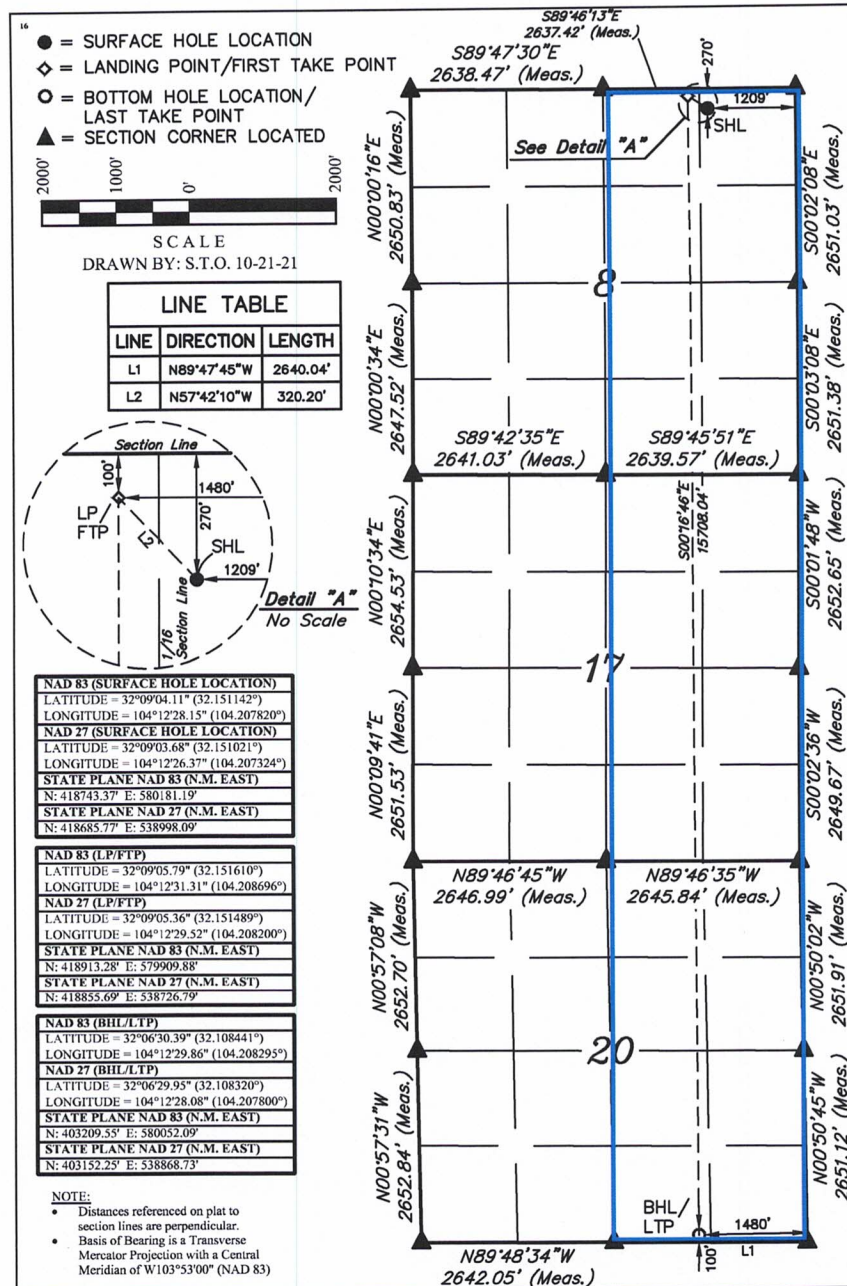 16
● = SURFACE HOLE LOCATION
◇ = LANDING POINT/FIRST TAKE POINT
O = BOTTOM HOLE LOCATION/
LAST TAKE POINT
▲ = SECTION CORNER LOCATED
2000'
1000'
0'
2000'
SCALE
DRAWN BY: S.T.O. 10-21-21
LINE TABLE
LINE DIRECTION LENGTH
L1 N89°47'45"W 2640.04'
L2 N57°42'10"W 320.20'
Section Line
100'
1480'
270'
LP/
FTP
L2
SHL
1209'
1/16
Section Line
Detail "A"
No Scale
NAD 83 (SURFACE HOLE LOCATION)
LATITUDE = 32°09'04.11" (32.151142°)
LONGITUDE = 104°12'28.15" (104.207820°)
NAD 27 (SURFACE HOLE LOCATION)
LATITUDE = 32°09'03.68" (32.151021°)
LONGITUDE = 104°12'26.37" (104.207324°)
STATE PLANE NAD 83 (N.M. EAST)
N: 418743.37' E: 580181.19'
STATE PLANE NAD 27 (N.M. EAST)
N: 418685.77' E: 538998.09'
NAD 83 (LP/FTP)
LATITUDE = 32°09'05.79" (32.151610°)
LONGITUDE = 104°12'31.31" (104.208696°)
NAD 27 (LP/FTP)
LATITUDE = 32°09'05.36" (32.151489°)
LONGITUDE = 104°12'29.52" (104.208200°)
STATE PLANE NAD 83 (N.M. EAST)
N: 418913.28' E: 579909.88'
STATE PLANE NAD 27 (N.M. EAST)
N: 418855.69' E: 538726.79'
NAD 83 (BHL/LTP)
LATITUDE = 32°06'30.39" (32.108441°)
LONGITUDE = 104°12'29.86" (104.208295°)
NAD 27 (BHL/LTP)
LATITUDE = 32°06'29.95" (32.108320°)
LONGITUDE = 104°12'28.08" (104.207800°)
STATE PLANE NAD 83 (N.M. EAST)
N: 403209.55' E: 580052.09'
STATE PLANE NAD 27 (N.M. EAST)
N: 403152.25' E: 538868.73'
NOTE:
• Distances referenced on plat to
section lines are perpendicular.
• Basis of Bearing is a Transverse
Mercator Projection with a Central
Meridian of W103°53'00" (NAD 83)
S89°46'13"E
2637.42' (Meas.)
S89°47'30"E
2638.47' (Meas.)
270'
1209'
SHL
See Detail "A"
N00°00'16"E
2650.83' (Meas.)
S00°02'08"E
2651.03' (Meas.)
8
N00°00'34"E
2647.52' (Meas.)
S00°03'08"E
2651.38' (Meas.)
S89°42'35"E
2641.03' (Meas.)
S89°45'51"E
2639.57' (Meas.)
S00°16'46"E
15708.04'
N00°10'34"E
2654.53' (Meas.)
S00°01'48"W
2652.65' (Meas.)
17
N00°09'41"E
2651.53' (Meas.)
S00°02'36"W
2649.67' (Meas.)
N89°46'45"W
2646.99' (Meas.)
N89°46'35"W
2645.84' (Meas.)
N00°57'08"W
2652.70' (Meas.)
N00°50'02"W
2651.91' (Meas.)
20
N00°57'31"W
2652.84' (Meas.)
N00°50'45"W
2651.12' (Meas.)
BHL/
LTP
1480'
100'
L1
N89°48'34"W
2642.05' (Meas.)